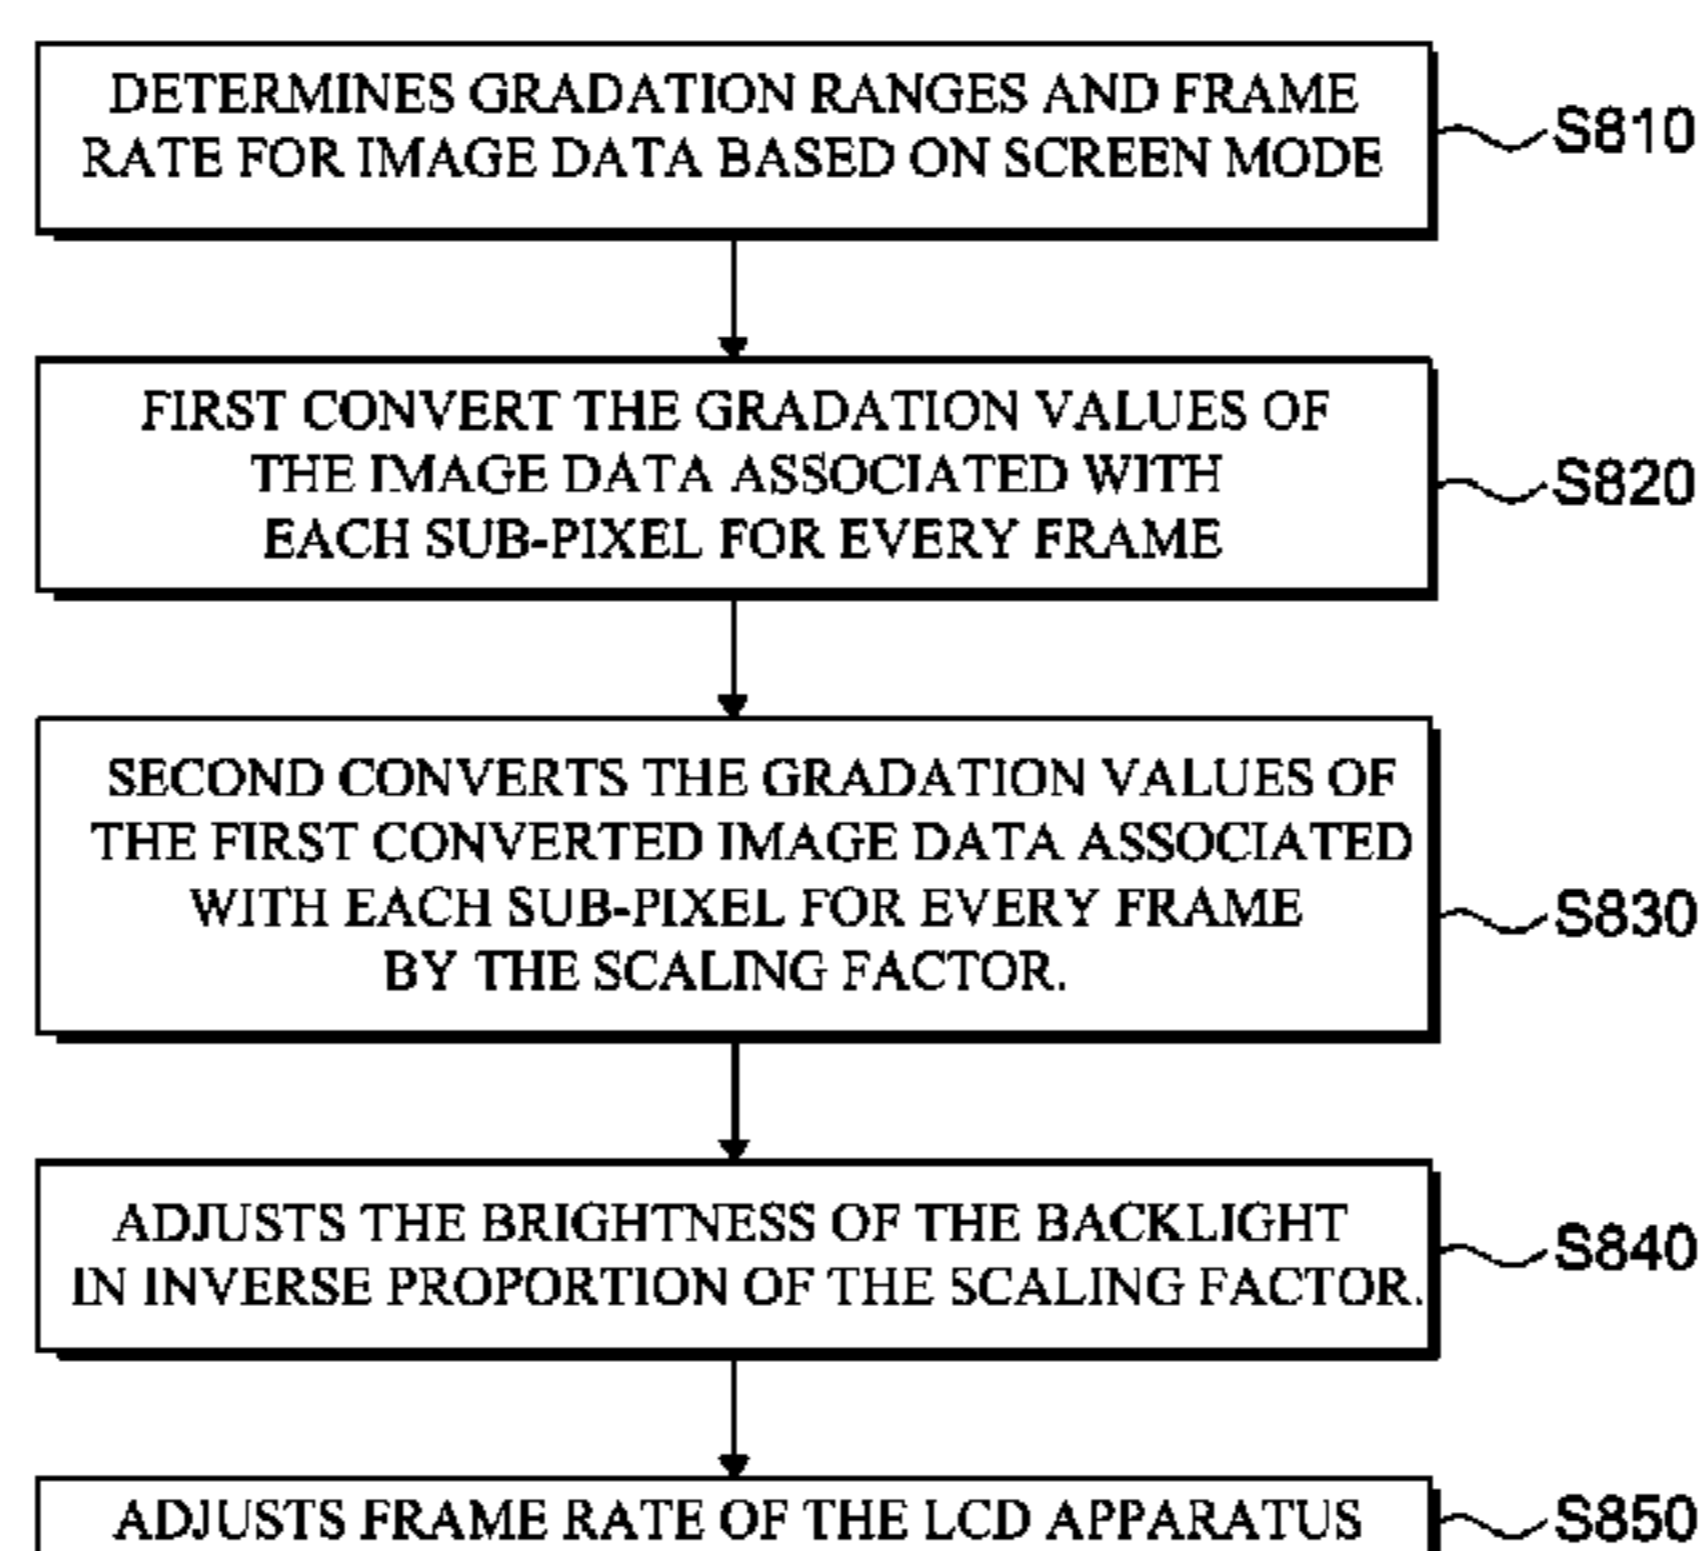 DETERMINES GRADATION RANGES AND FRAME
RATE FOR IMAGE DATA BASED ON SCREEN MODE
S810
FIRST CONVERT THE GRADATION VALUES OF
THE IMAGE DATA ASSOCIATED WITH
EACH SUB-PIXEL FOR EVERY FRAME
S820
SECOND CONVERTS THE GRADATION VALUES OF
THE FIRST CONVERTED IMAGE DATA ASSOCIATED
WITH EACH SUB-PIXEL FOR EVERY FRAME
BY THE SCALING FACTOR.
S830
ADJUSTS THE BRIGHTNESS OF THE BACKLIGHT
IN INVERSE PROPORTION OF THE SCALING FACTOR.
S840
ADJUSTS FRAME RATE OF THE LCD APPARATUS
S850